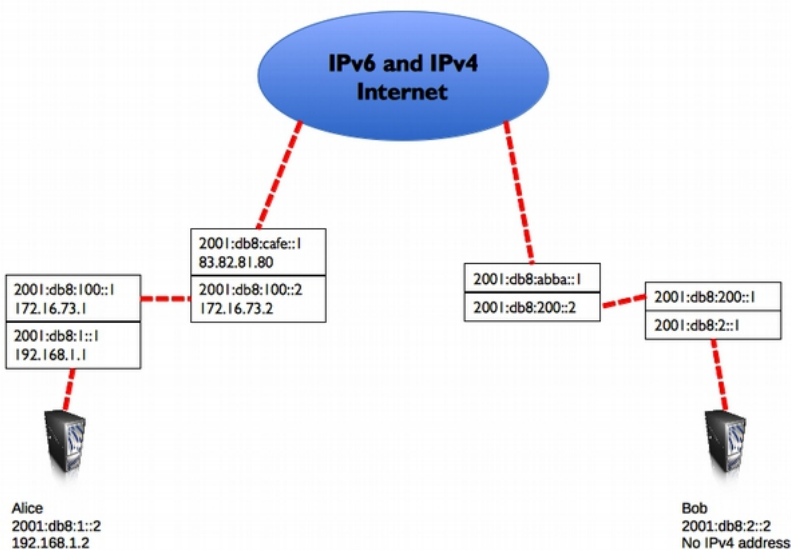 IPv6 and IPv4
Internet
2001:db8:cafe::1
83.82.81.80
2001:db8:100::2
172.16.73.2
2001:db8:100::1
172.16.73.1
2001:db8:1::1
192.168.1.1
2001:db8:abba::1
2001:db8:200::2
2001:db8:200::1
2001:db8:2::1
Alice
2001:db8:1::2
192.168.1.2
Bob
2001:db8:2::2
No IPv4 address